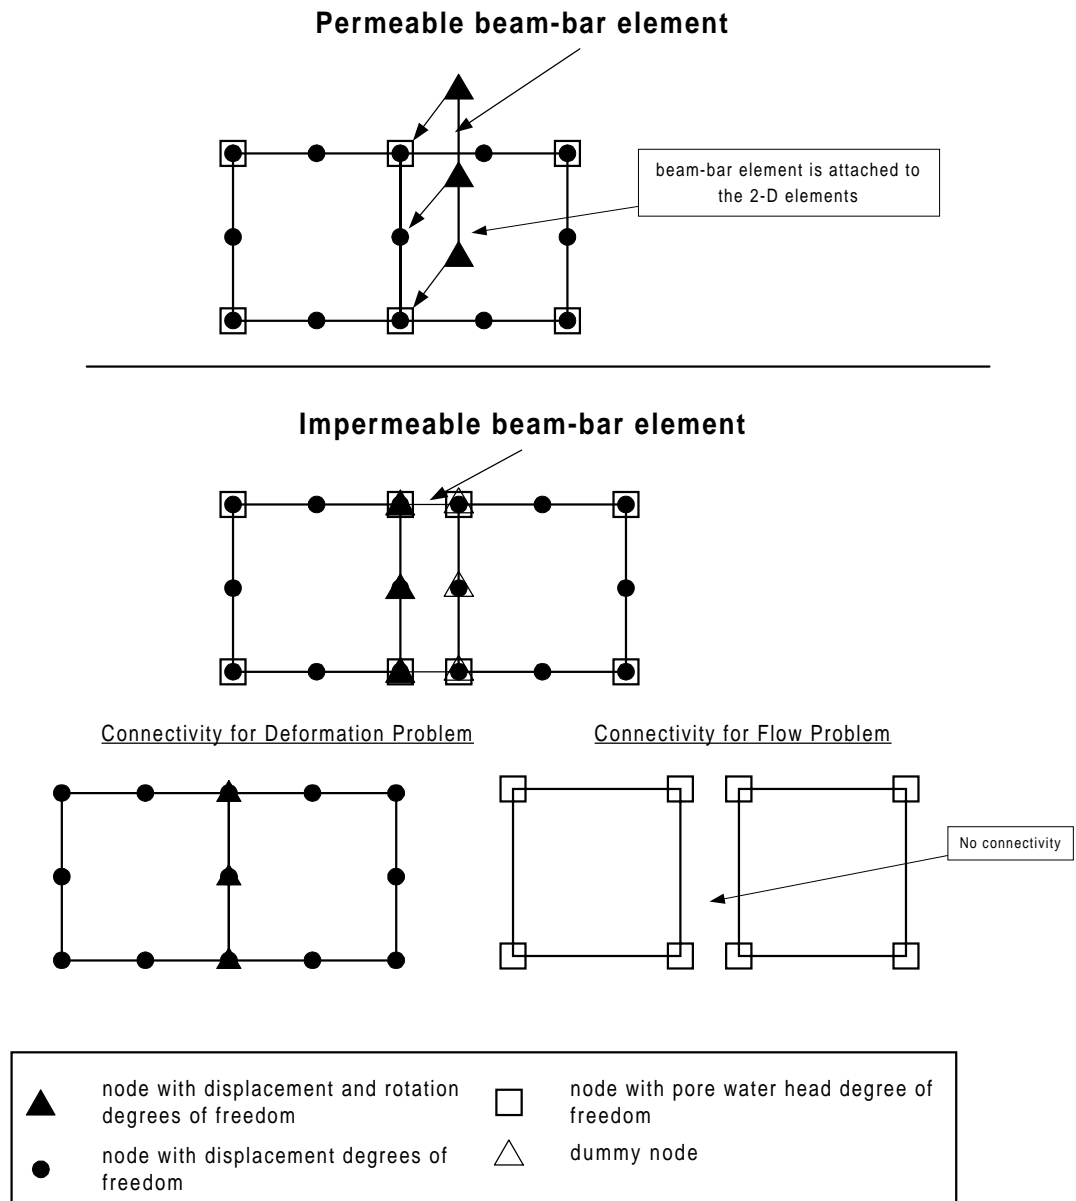 Permeable beam-bar element
beam-bar element is attached to
the 2-D elements
Impermeable beam-bar element
Connectivity for Deformation Problem
Connectivity for Flow Problem
No connectivity
node with displacement and rotation
degrees of freedom
node with displacement degrees of
freedom
node with pore water head degree of
freedom
dummy node